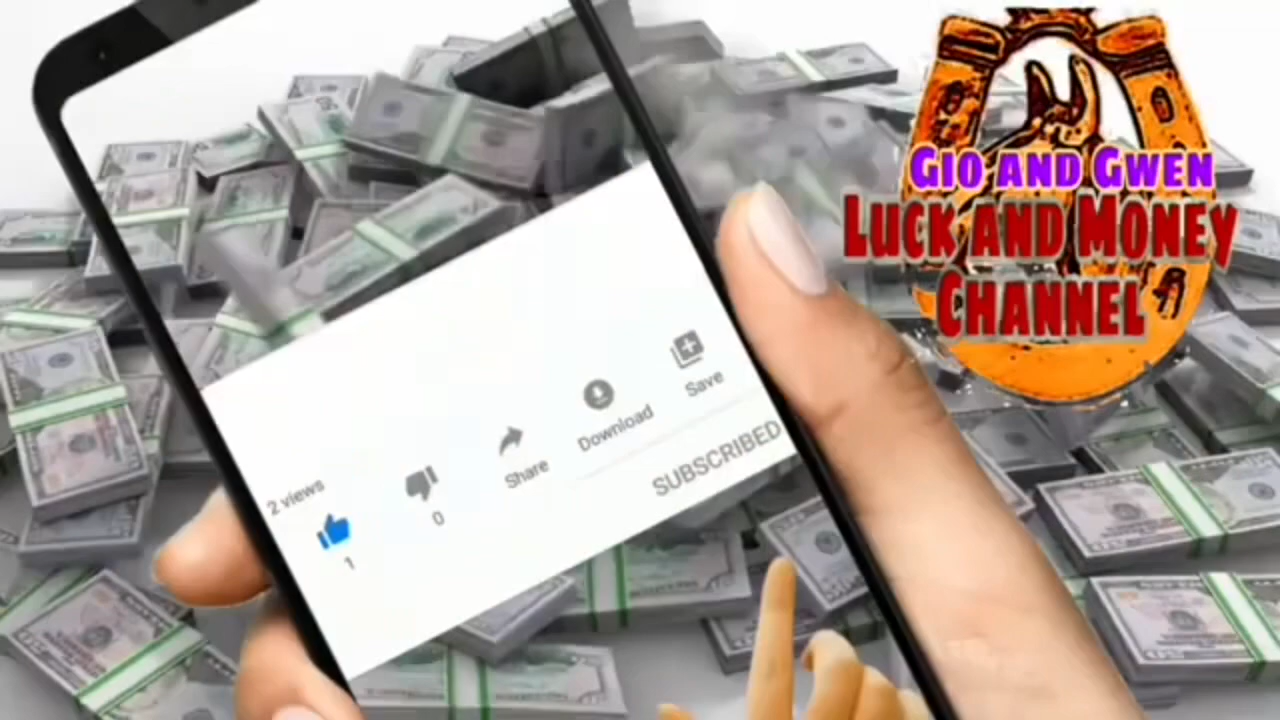 Gio and Gwen
Luck and Money
Channel
2 views
1
0
Share
Download
Save
SUBSCRIBED